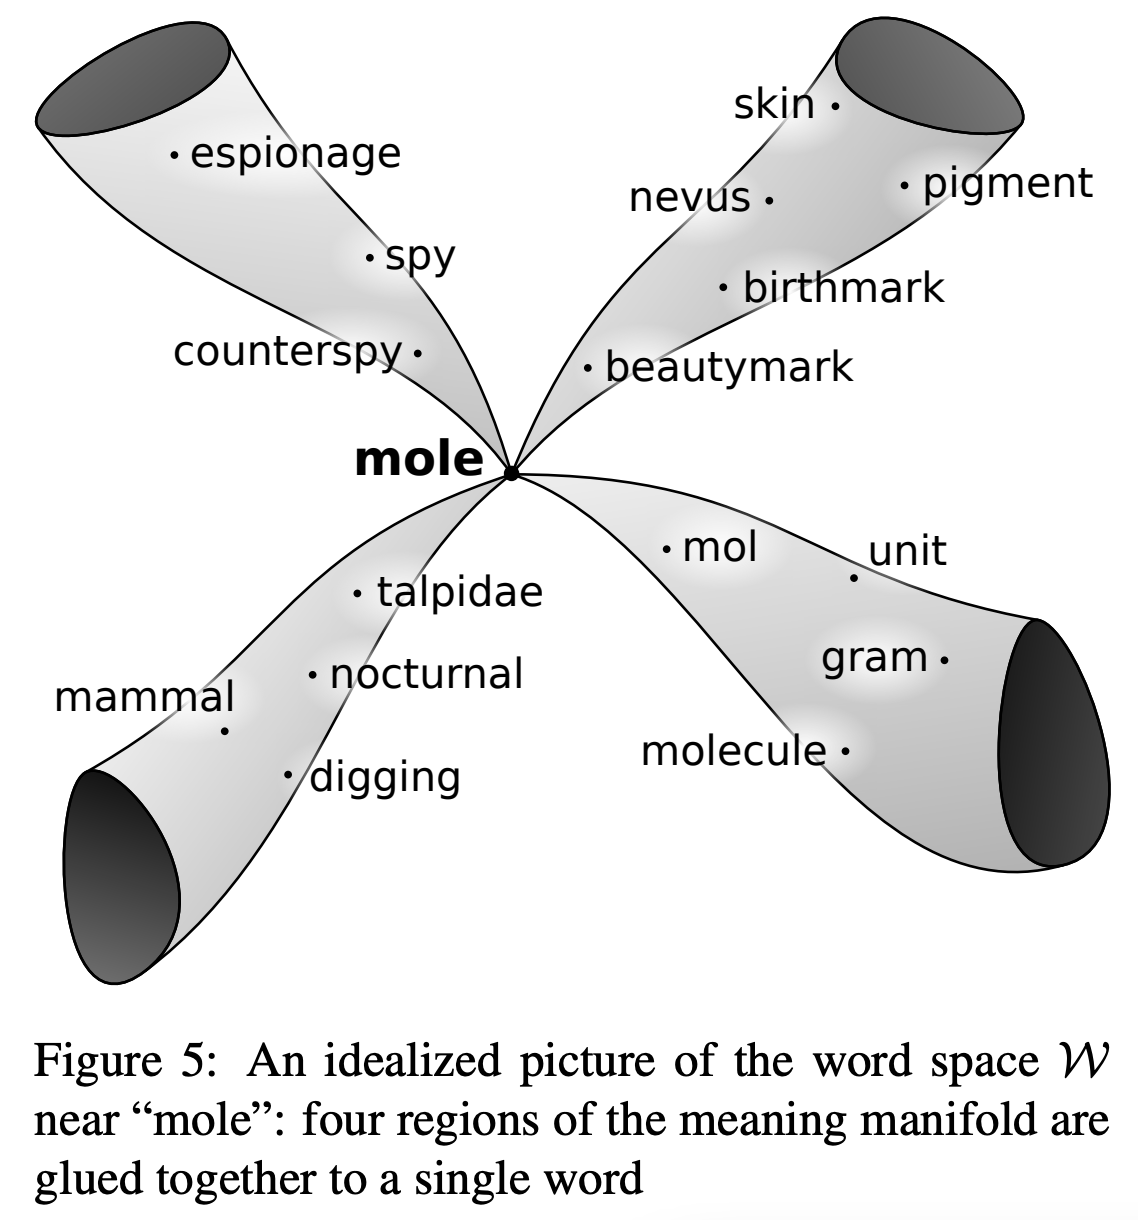 skin
espionage
pigment
nevus
spy
birthmark
counterspy
beautymark
mole
mol
unit
talpidae
gram
nocturnal
mammal
molecule
digging
Figure 5: An idealized picture of the word space 𝒲
near “mole”: four regions of the meaning manifold are
glued together to a single word